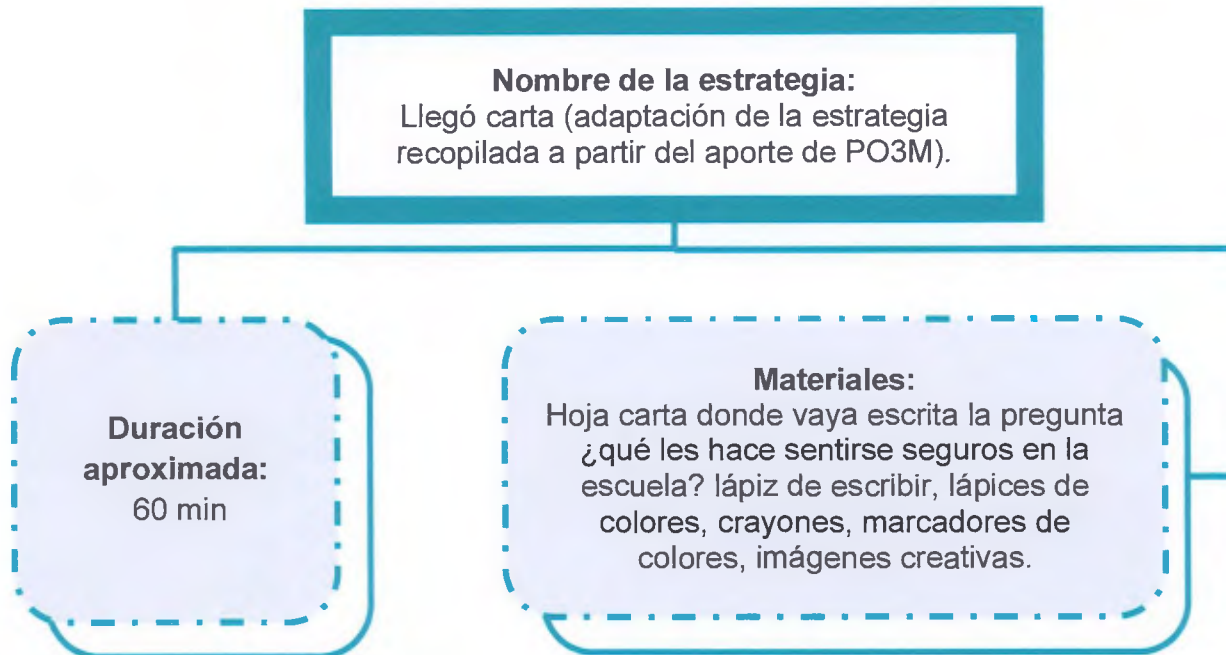 Nombre de la estrategia:
Llegó carta (adaptación de la estrategia
recopilada a partir del aporte de PO3M).
Duración
aproximada:
60 min
Materiales:
Hoja carta donde vaya escrita la pregunta
¿qué les hace sentirse seguros en la
escuela? lápiz de escribir, lápices de
colores, crayones, marcadores de
colores, imágenes creativas.